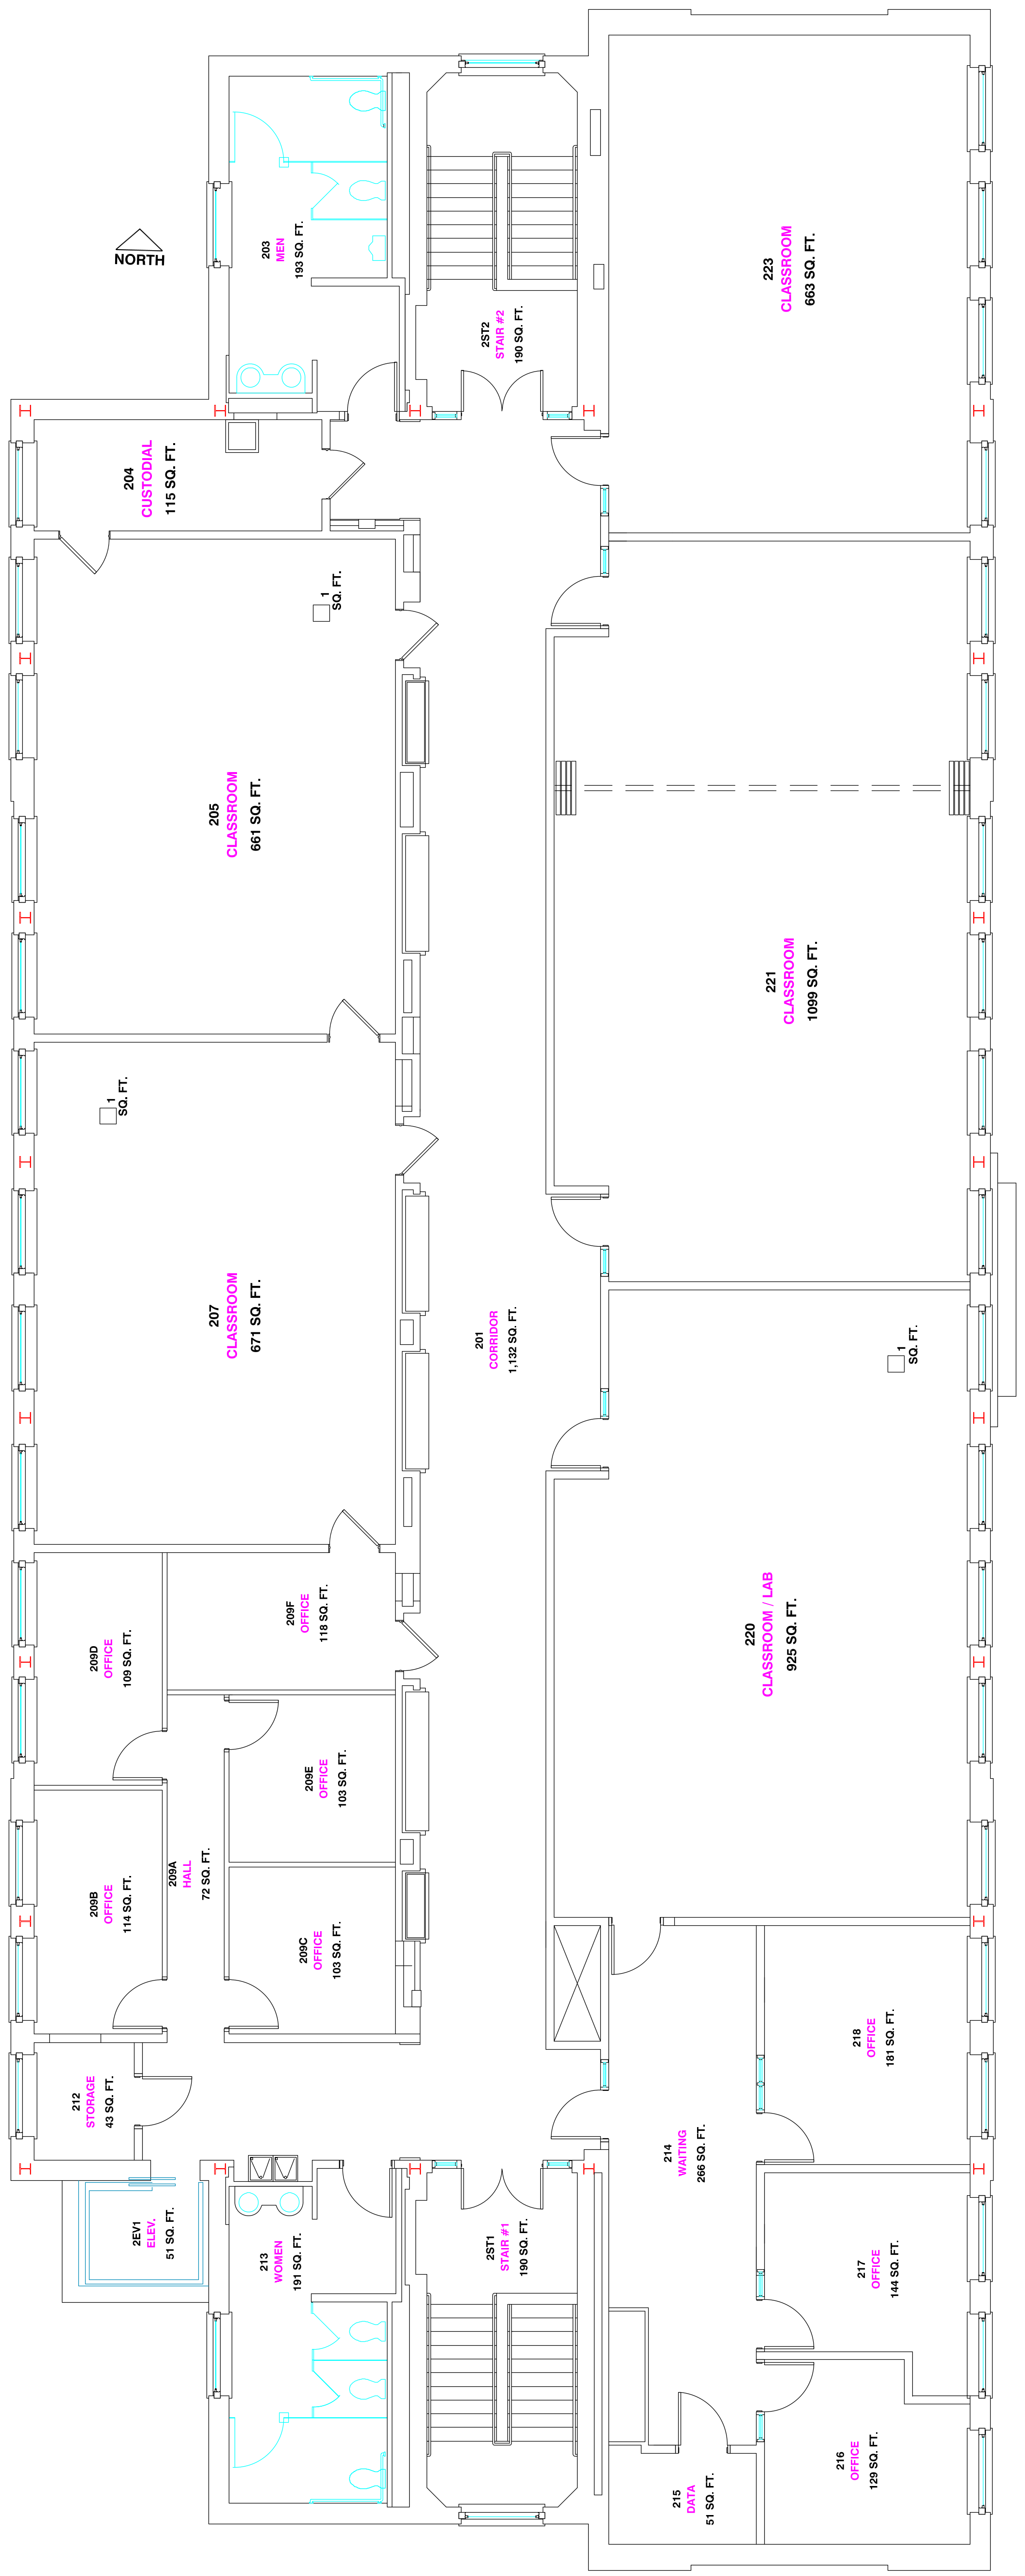 NORTH
203
MEN
193 SQ. FT.
2ST2
STAIR #2
190 SQ. FT.
223
CLASSROOM
663 SQ. FT.
204
CUSTODIAL
115 SQ. FT.
1
SQ. FT.
205
CLASSROOM
661 SQ. FT.
221
CLASSROOM
1099 SQ. FT.
1
SQ. FT.
207
CLASSROOM
671 SQ. FT.
201
CORRIDOR
1,132 SQ. FT.
1
SQ. FT.
209D
OFFICE
109 SQ. FT.
209F
OFFICE
118 SQ. FT.
220
CLASSROOM / LAB
925 SQ. FT.
209E
OFFICE
103 SQ. FT.
209A
HALL
72 SQ. FT.
209B
OFFICE
114 SQ. FT.
209C
OFFICE
103 SQ. FT.
218
OFFICE
181 SQ. FT.
212
STORAGE
43 SQ. FT.
214
WAITING
266 SQ. FT.
2EV1
ELEV.
51 SQ. FT.
213
WOMEN
191 SQ. FT.
2ST1
STAIR #1
190 SQ. FT.
217
OFFICE
144 SQ. FT.
215
DATA
51 SQ. FT.
216
OFFICE
129 SQ. FT.